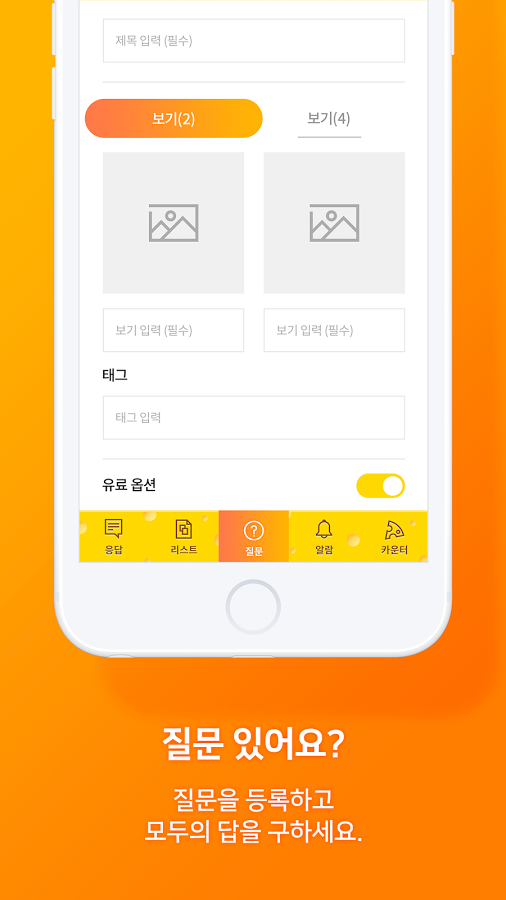 제목 입력 (필수)
보기(2)
보기(4)
보기 입력 (필수)
보기 입력 (필수)
태그
태그 입력
유료 옵션
응답
리스트
?
질문
알람
카운터
질문 있어요?
질문을 등록하고
모두의 답을 구하세요.